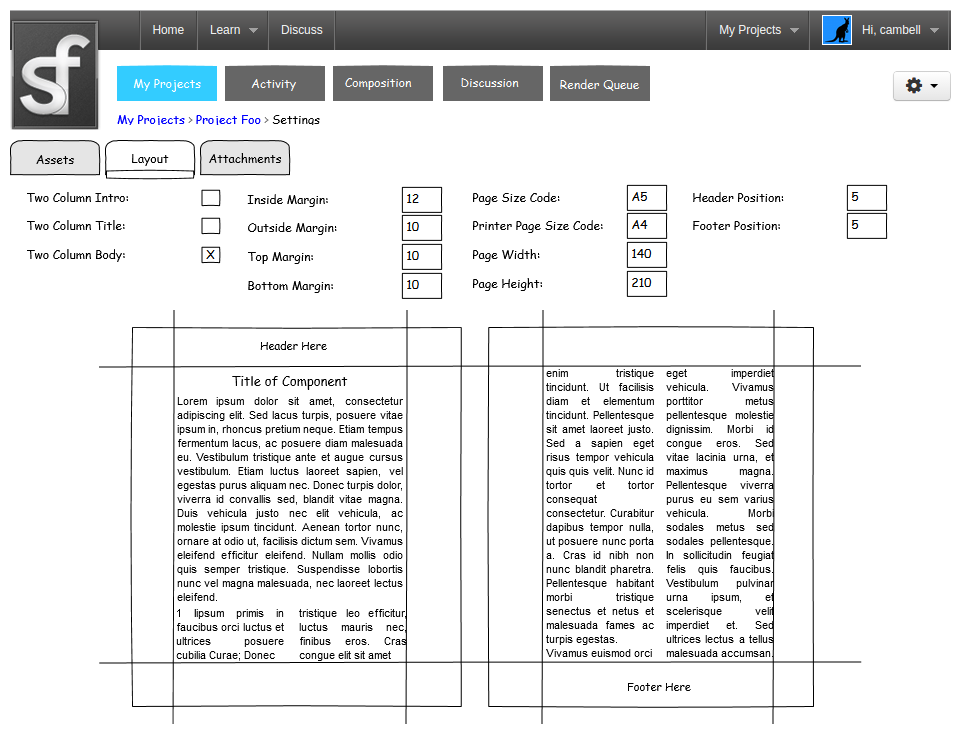 Home Learn Discuss My Projects Hi, cambell
sf
My Projects Activity Composition Discussion Render Queue
My Projects > Project Foo > Settings
Assets Layout Attachments
Two Column Intro: Inside Margin: 12 Page Size Code: A5 Header Position: 5
Two Column Title: Outside Margin: 10 Printer Page Size Code: A4 Footer Position: 5
Two Column Body: X Top Margin: 10 Page Width: 140
Bottom Margin: 10 Page Height: 210
Header Here
Title of Component
Lorem ipsum dolor sit amet, consectetur
adipiscing elit. Sed lacus turpis, posuere vitae
ipsum in, rhoncus pretium neque. Etiam tempus
fermentum lacus, ac posuere diam malesuada
eu. Vestibulum tristique ante et augue cursus
vestibulum. Etiam luctus laoreet sapien, vel
egestas purus aliquam nec. Donec turpis dolor,
viverra id convallis sed, blandit vitae magna.
Duis vehicula justo nec elit vehicula, ac
molestie ipsum tincidunt. Aenean tortor nunc,
ornare at odio ut, facilisis dictum sem. Vivamus
eleifend efficitur eleifend. Nullam mollis odio
quis semper tristique. Suspendisse lobortis
nunc vel magna malesuada, nec laoreet lectus
eleifend.
1 Iipsum primis in
faucibus orci luctus et
ultrices posuere
cubilia Curae; Donec
tristique leo efficitur,
luctus mauris nec,
finibus eros. Cras
congue elit sit amet
enim tristique
tincidunt. Ut facilisis
diam et elementum
tincidunt. Pellentesque
sit amet laoreet justo.
Sed a sapien eget
risus tempor vehicula
quis quis velit. Nunc id
tortor et tortor
consequat
consectetur. Curabitur
dapibus tempor nulla,
ut posuere nunc porta
a. Cras id nibh non
nunc blandit pharetra.
Pellentesque habitant
morbi tristique
senectus et netus et
malesuada fames ac
turpis egestas.
Vivamus euismod orci
eget imperdiet
vehicula. Vivamus
porttitor metus
pellentesque molestie
dignissim. Morbi id
congue eros. Sed
vitae lacinia urna, et
maximus magna.
Pellentesque viverra
purus eu sem varius
vehicula. Morbi
sodales metus sed
sodales pellentesque.
In sollicitudin feugiat
felis quis faucibus.
Vestibulum pulvinar
urna ipsum, et
scelerisque velit
imperdiet et. Sed
ultrices lectus a tellus
malesuada accumsan.
Footer Here